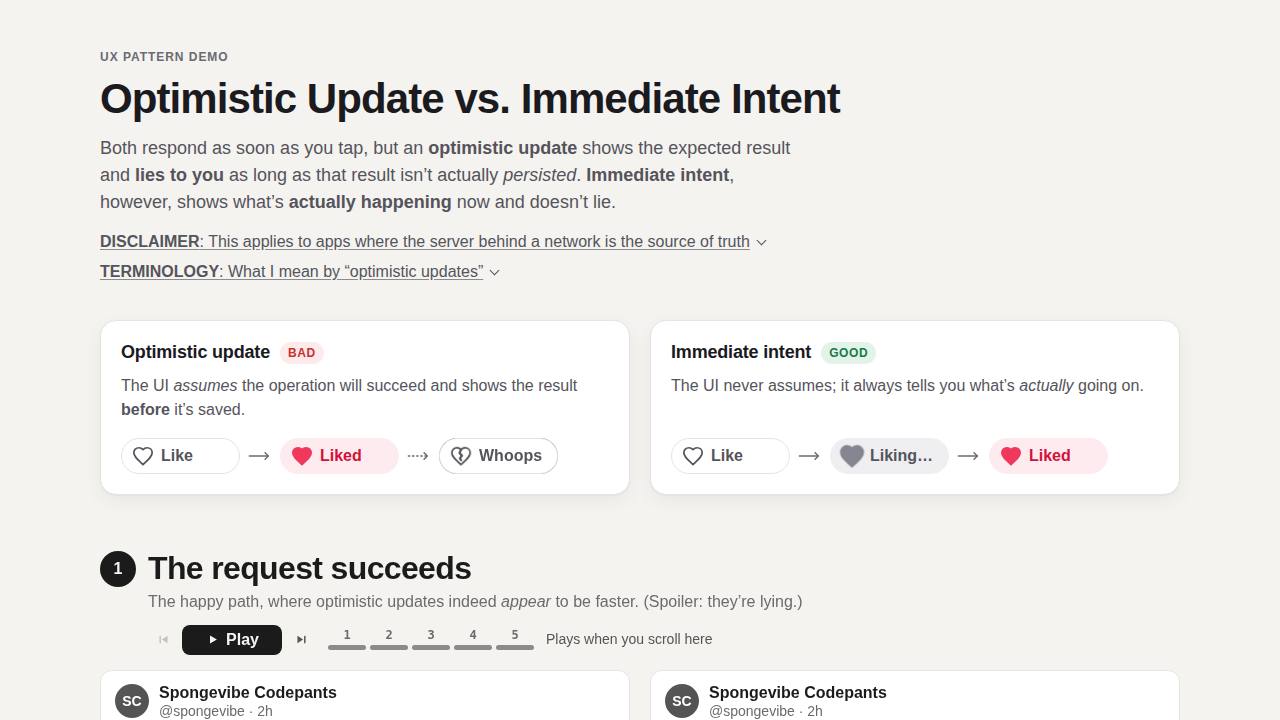 UX PATTERN DEMO
Optimistic Update vs. Immediate Intent
Both respond as soon as you tap, but an optimistic update shows the expected result
and lies to you as long as that result isn’t actually persisted. Immediate intent,
however, shows what’s actually happening now and doesn’t lie.
DISCLAIMER: This applies to apps where the server behind a network is the source of truth
TERMINOLOGY: What I mean by “optimistic updates”
Optimistic update BAD
The UI assumes the operation will succeed and shows the result
before it’s saved.
Like Liked Whoops
Immediate intent GOOD
The UI never assumes; it always tells you what’s actually going on.
Like Liking… Liked
1 The request succeeds
The happy path, where optimistic updates indeed appear to be faster. (Spoiler: they’re lying.)
Play 1 2 3 4 5 Plays when you scroll here
SC Spongevibe Codepants
@spongevibe · 2h
SC Spongevibe Codepants
@spongevibe · 2h